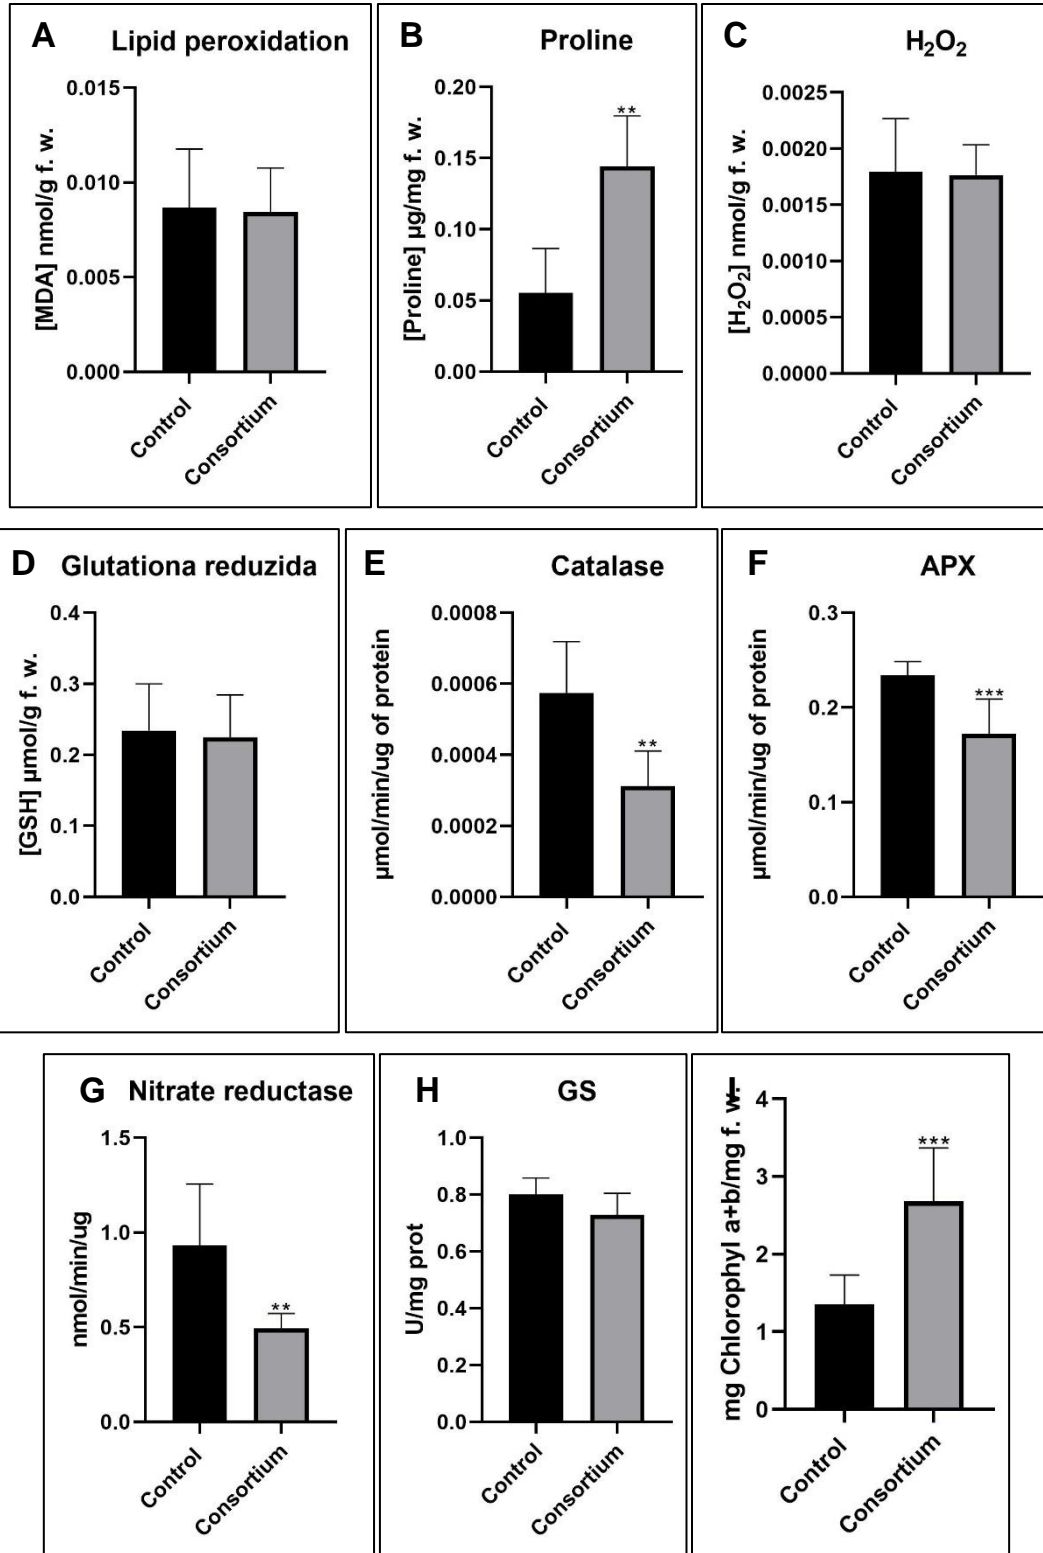 A Lipid peroxidation
[MDA] nmol/g f. w.
0.015
0.010
0.005
0.000
Control
Consortium
B Proline
[Proline] µg/mg f. w.
0.20
0.15
0.10
0.05
0.00
**
Control
Consortium
C H₂O₂
[H₂O₂] nmol/g f. w.
0.0025
0.0020
0.0015
0.0010
0.0005
0.0000
Control
Consortium
D Glutationa reduzida
[GSH] µmol/g f. w.
0.4
0.3
0.2
0.1
0.0
Control
Consortium
E Catalase
µmol/min/ug of protein
0.0008
0.0006
0.0004
0.0002
0.0000
**
Control
Consortium
F APX
µmol/min/ug of protein
0.3
0.2
0.1
0.0
***
Control
Consortium
G Nitrate reductase
nmol/min/ug
1.5
1.0
0.5
0.0
**
Control
Consortium
H GS
U/mg prot
1.0
0.8
0.6
0.4
0.2
0.0
Control
Consortium
I
mg Chlorophyl a+b/mg f. w.
4
3
2
1
0
***
Control
Consortium